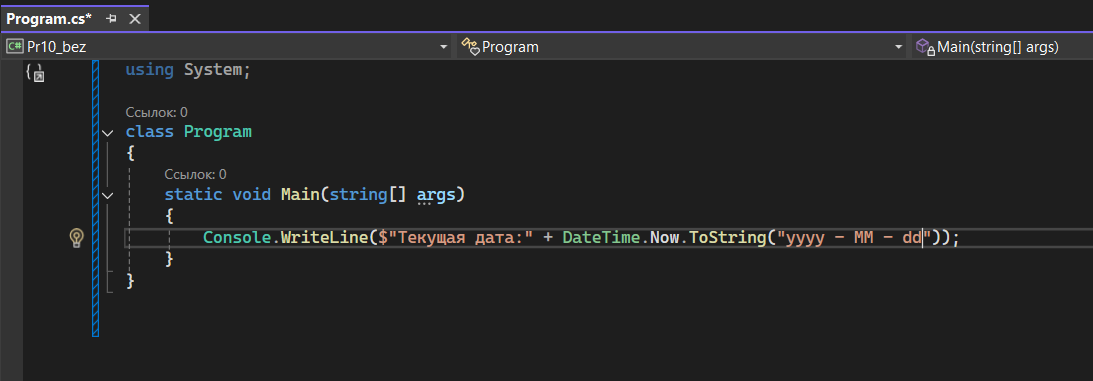 Program.cs*
Pr10_bez Program Main(string[] args)
using System;
Ссылок: 0
class Program
{
Ссылок: 0
static void Main(string[] args)
{
Console.WriteLine($"Текущая дата:" + DateTime.Now.ToString("yyyy - MM - dd"));
}
}